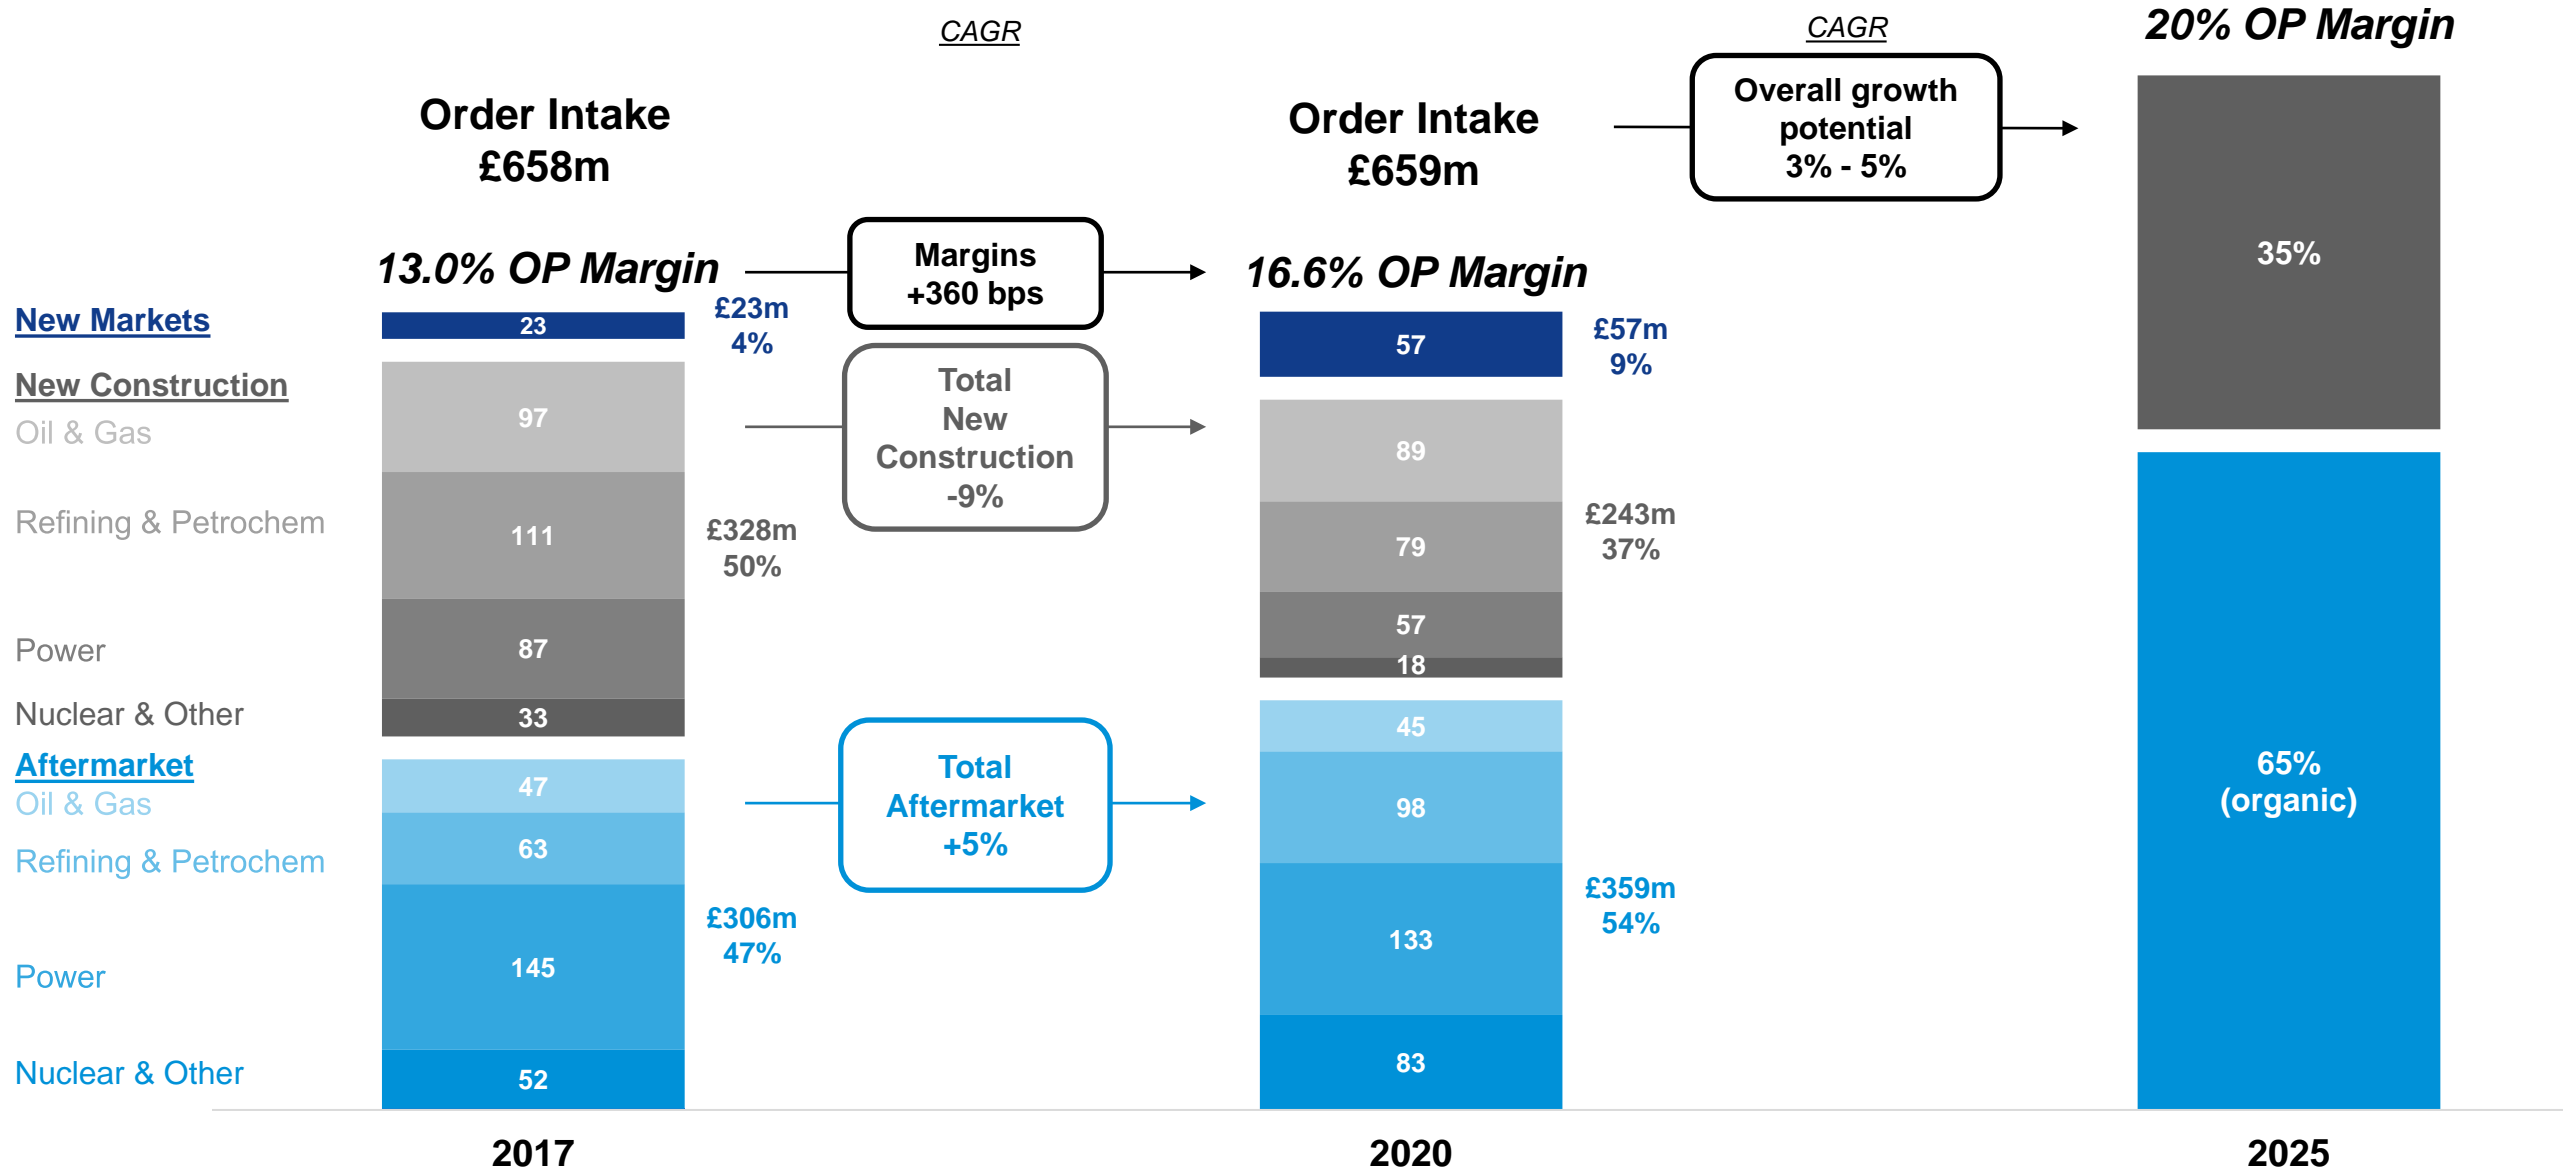 CAGR
CAGR
20% OP Margin
Order Intake
£658m
Order Intake
£659m
Overall growth
potential
3% - 5%
13.0% OP Margin
Margins
+360 bps
16.6% OP Margin
35%
New Markets
23
£23m
4%
57
£57m
9%
New Construction
Oil & Gas
97
Total
New
Construction
-9%
89
Refining & Petrochem
111
£328m
50%
79
£243m
37%
Power
87
57
Nuclear & Other
33
18
Aftermarket
Oil & Gas
47
Total
Aftermarket
+5%
45
65%
(organic)
Refining & Petrochem
63
98
£306m
47%
£359m
54%
Power
145
133
Nuclear & Other
52
83
2017
2020
2025